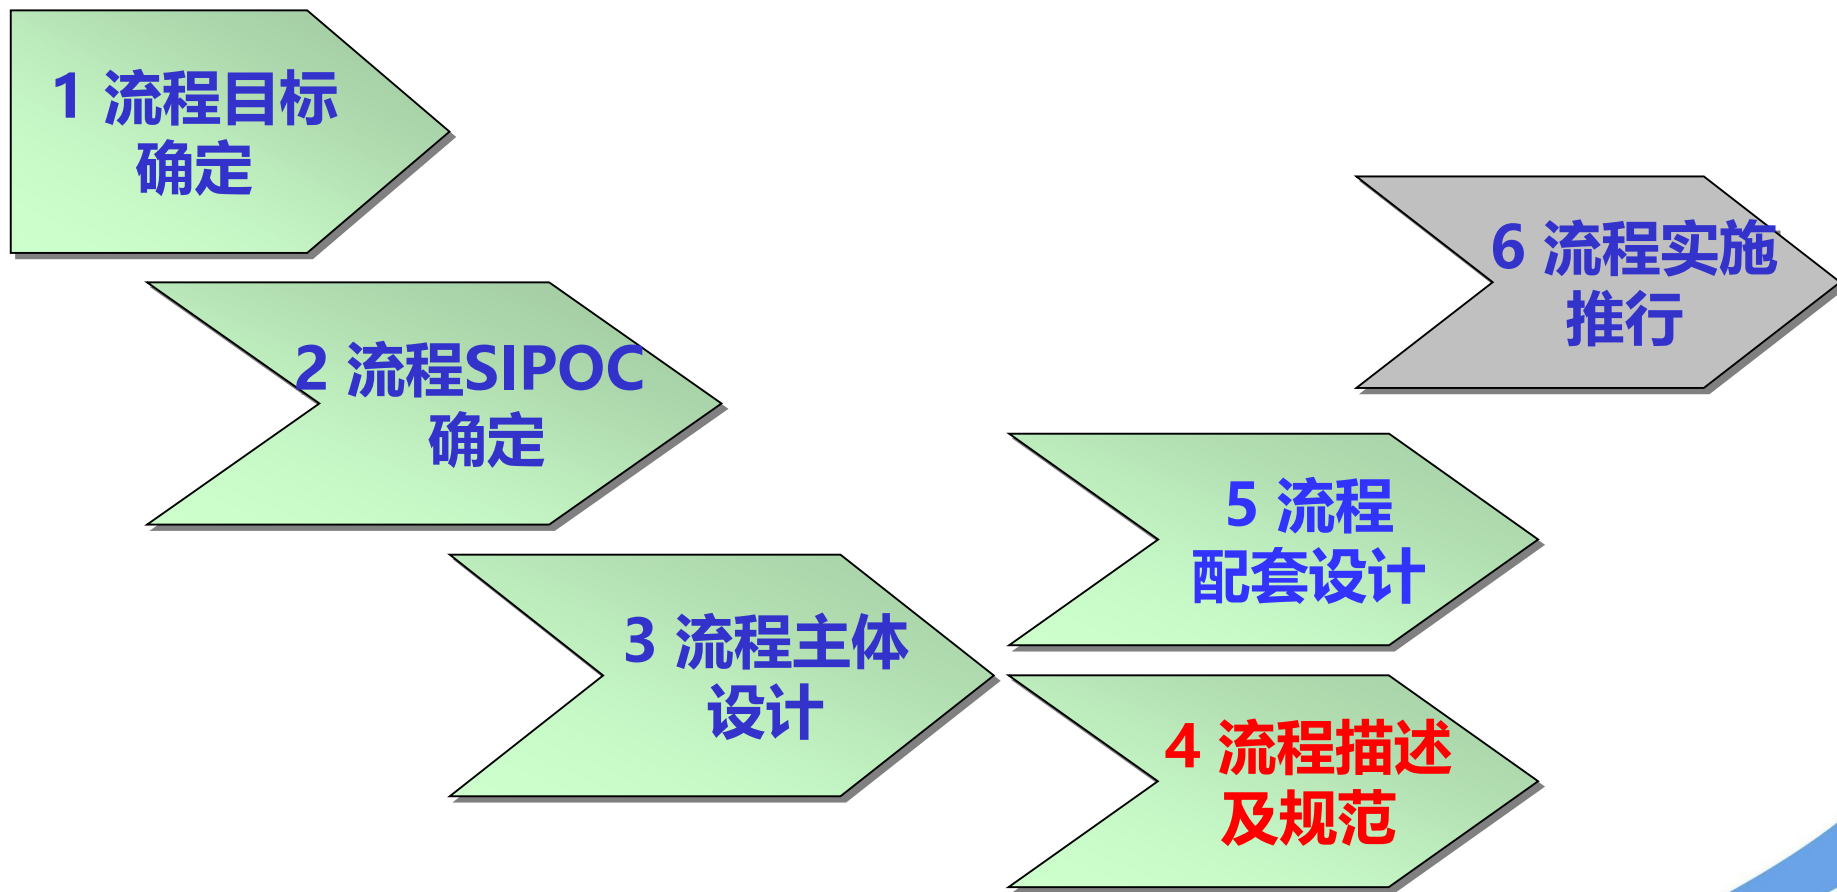 1 流程目标
确定
2 流程SIPOC
确定
3 流程主体
设计
4 流程描述
及规范
5 流程
配套设计
6 流程实施
推行